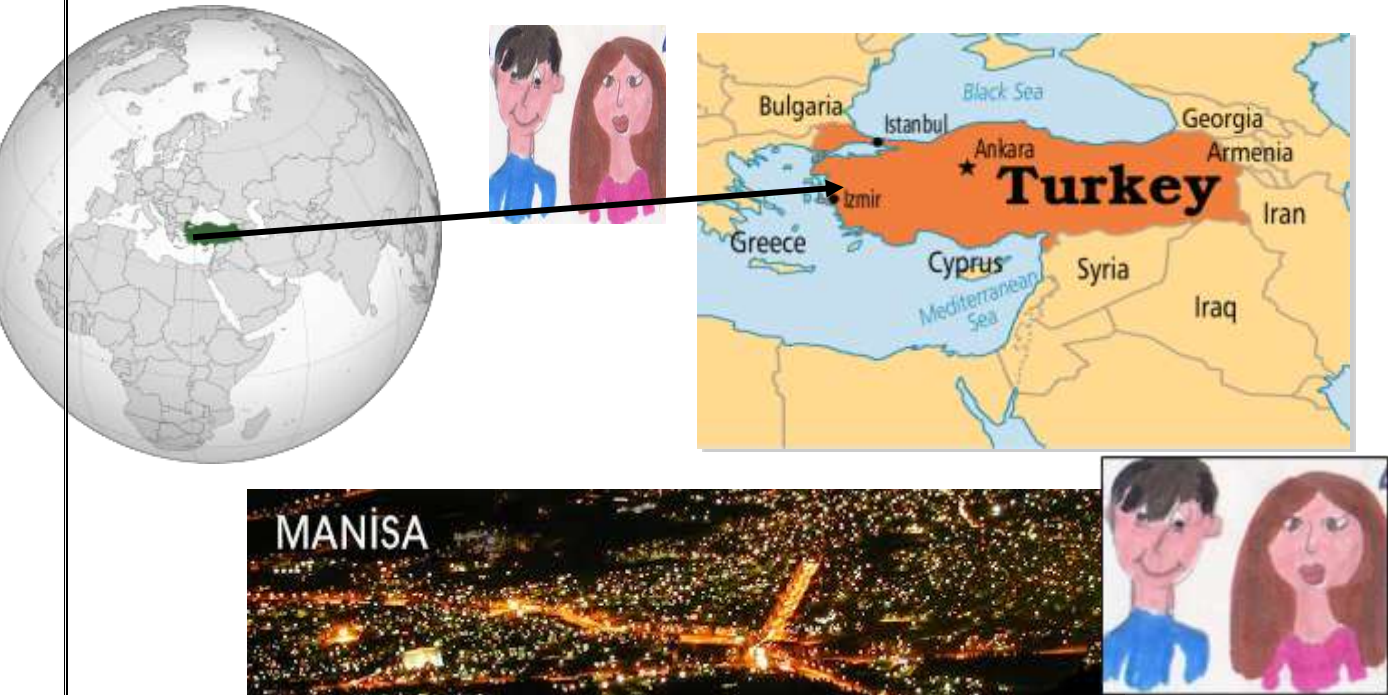 Black Sea
Bulgaria
Istanbul
Georgia
Ankara
Armenia
Turkey
Izmir
Iran
Greece
Cyprus
Syria
Mediterranean
Sea
Iraq
MANİSA